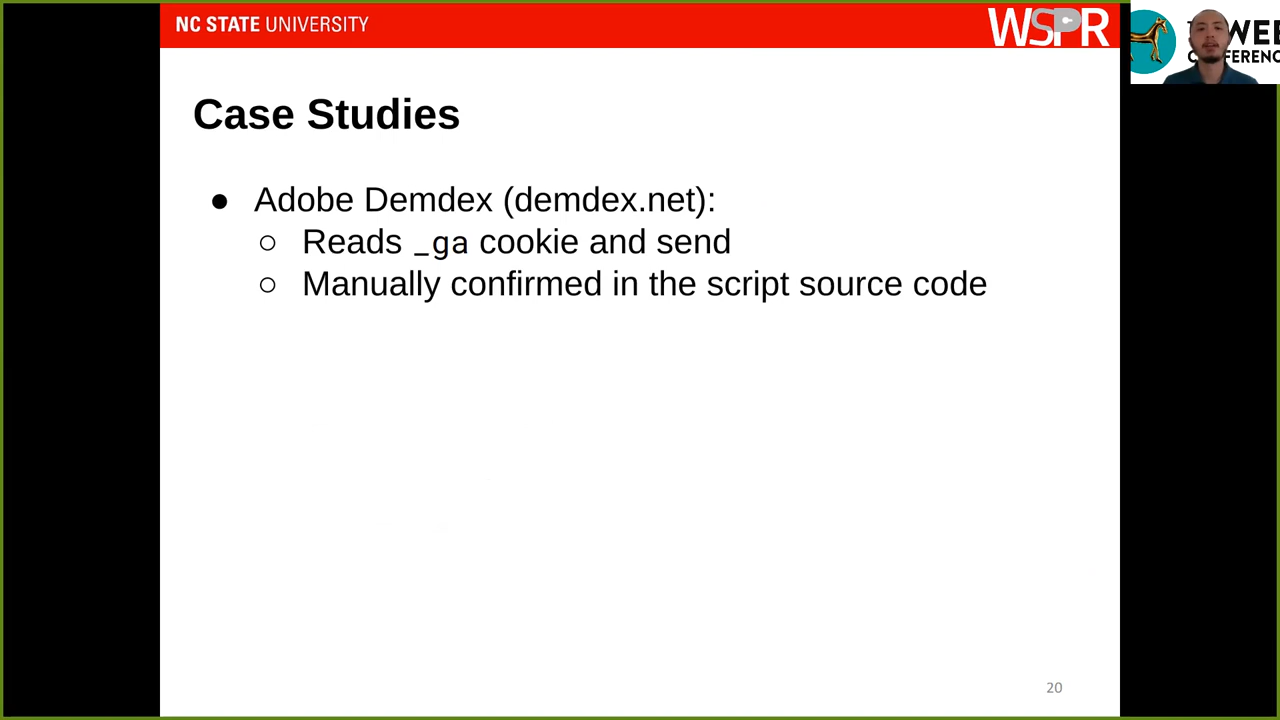 NC STATE UNIVERSITY
WSPR
Case Studies
● Adobe Demdex (demdex.net):
○ Reads _ga cookie and send
○ Manually confirmed in the script source code
20